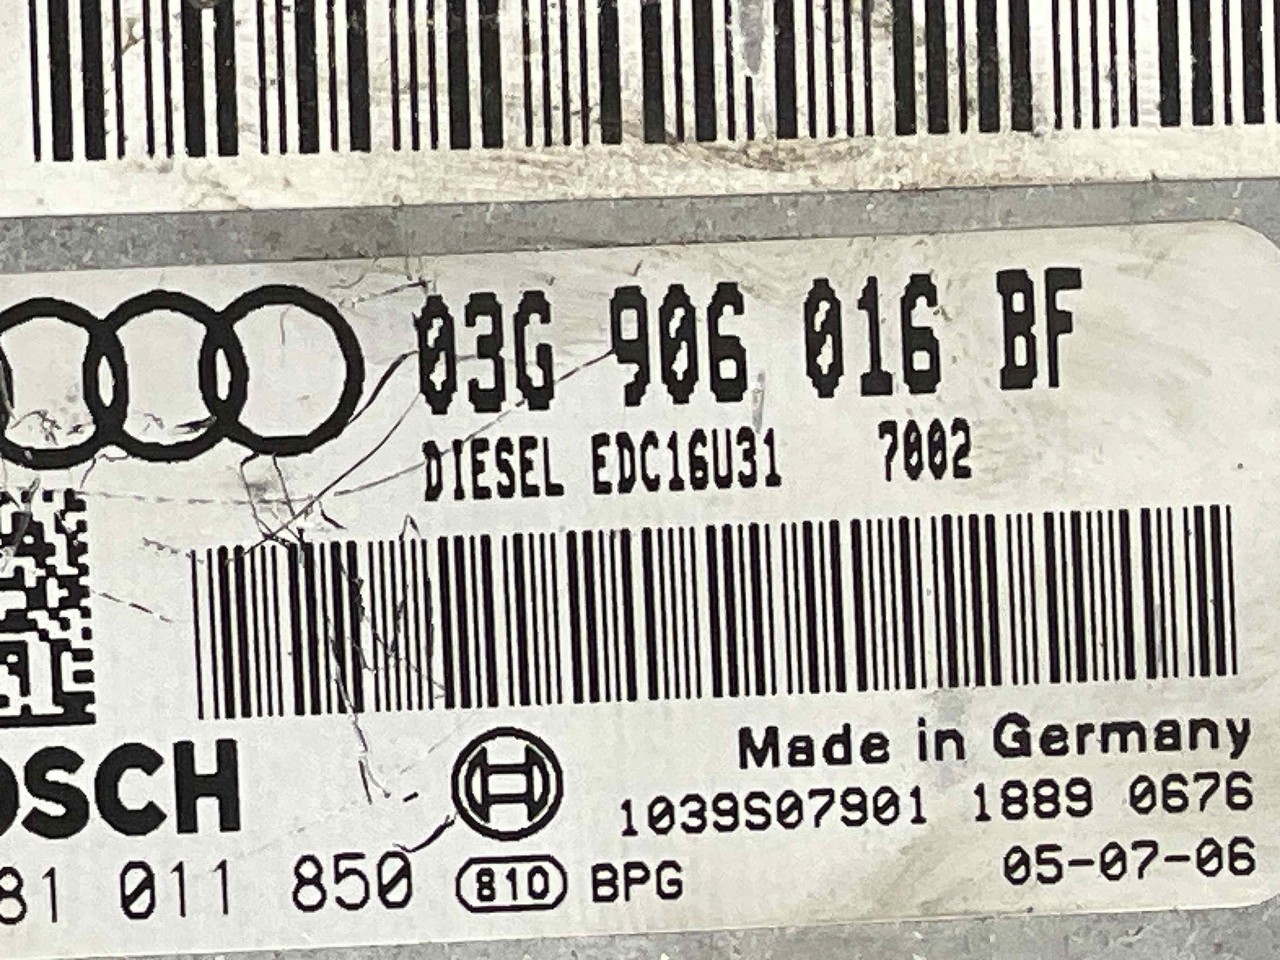 03G 906 016 BF
DIESEL EDC16U31 7002
OSCH
Made in Germany
1039S07901 1889 0676
81 011 850 810 BPG
05-07-06